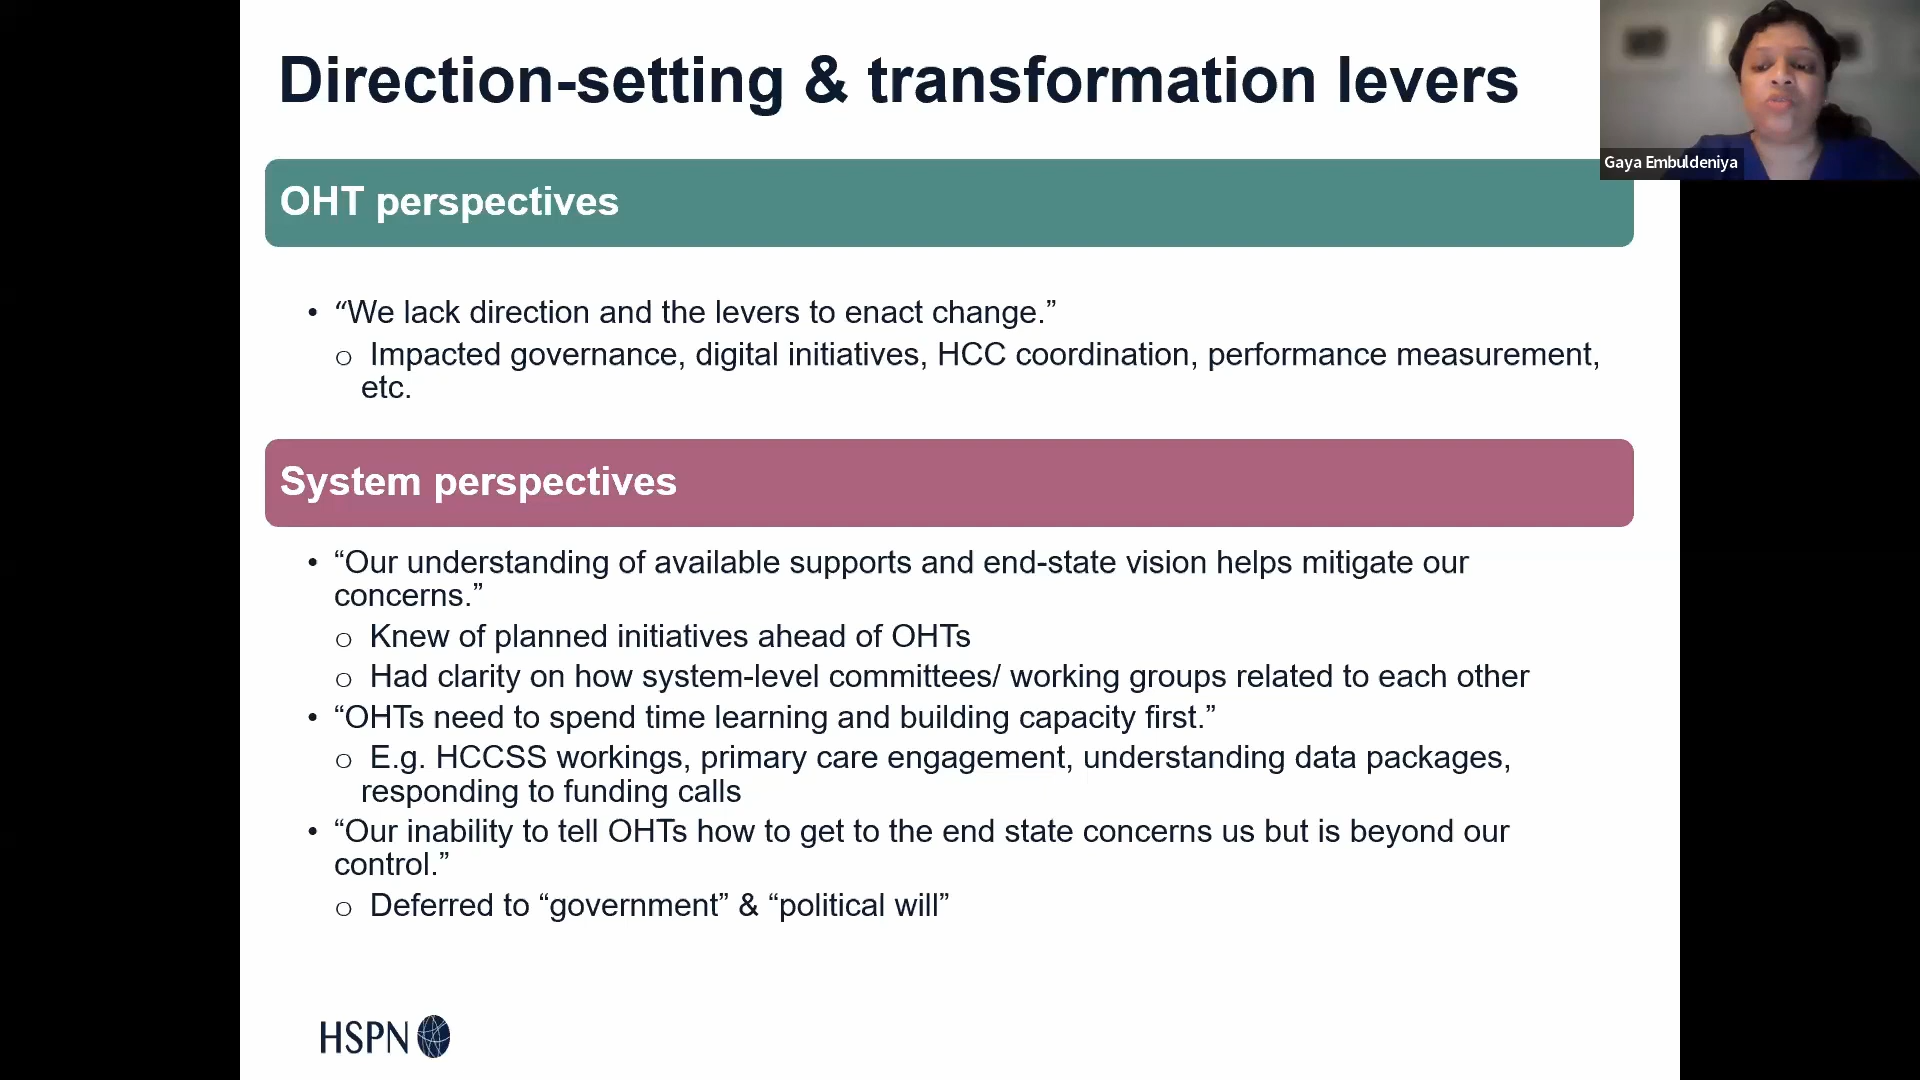 Direction-setting & transformation levers
Gaya Embuldeniya
OHT perspectives
• “We lack direction and the levers to enact change.”
o Impacted governance, digital initiatives, HCC coordination, performance measurement,
etc.
System perspectives
• “Our understanding of available supports and end-state vision helps mitigate our
concerns.”
o Knew of planned initiatives ahead of OHTs
o Had clarity on how system-level committees/ working groups related to each other
• “OHTs need to spend time learning and building capacity first.”
o E.g. HCCSS workings, primary care engagement, understanding data packages,
responding to funding calls
• “Our inability to tell OHTs how to get to the end state concerns us but is beyond our
control.”
o Deferred to “government” & “political will”
HSPN